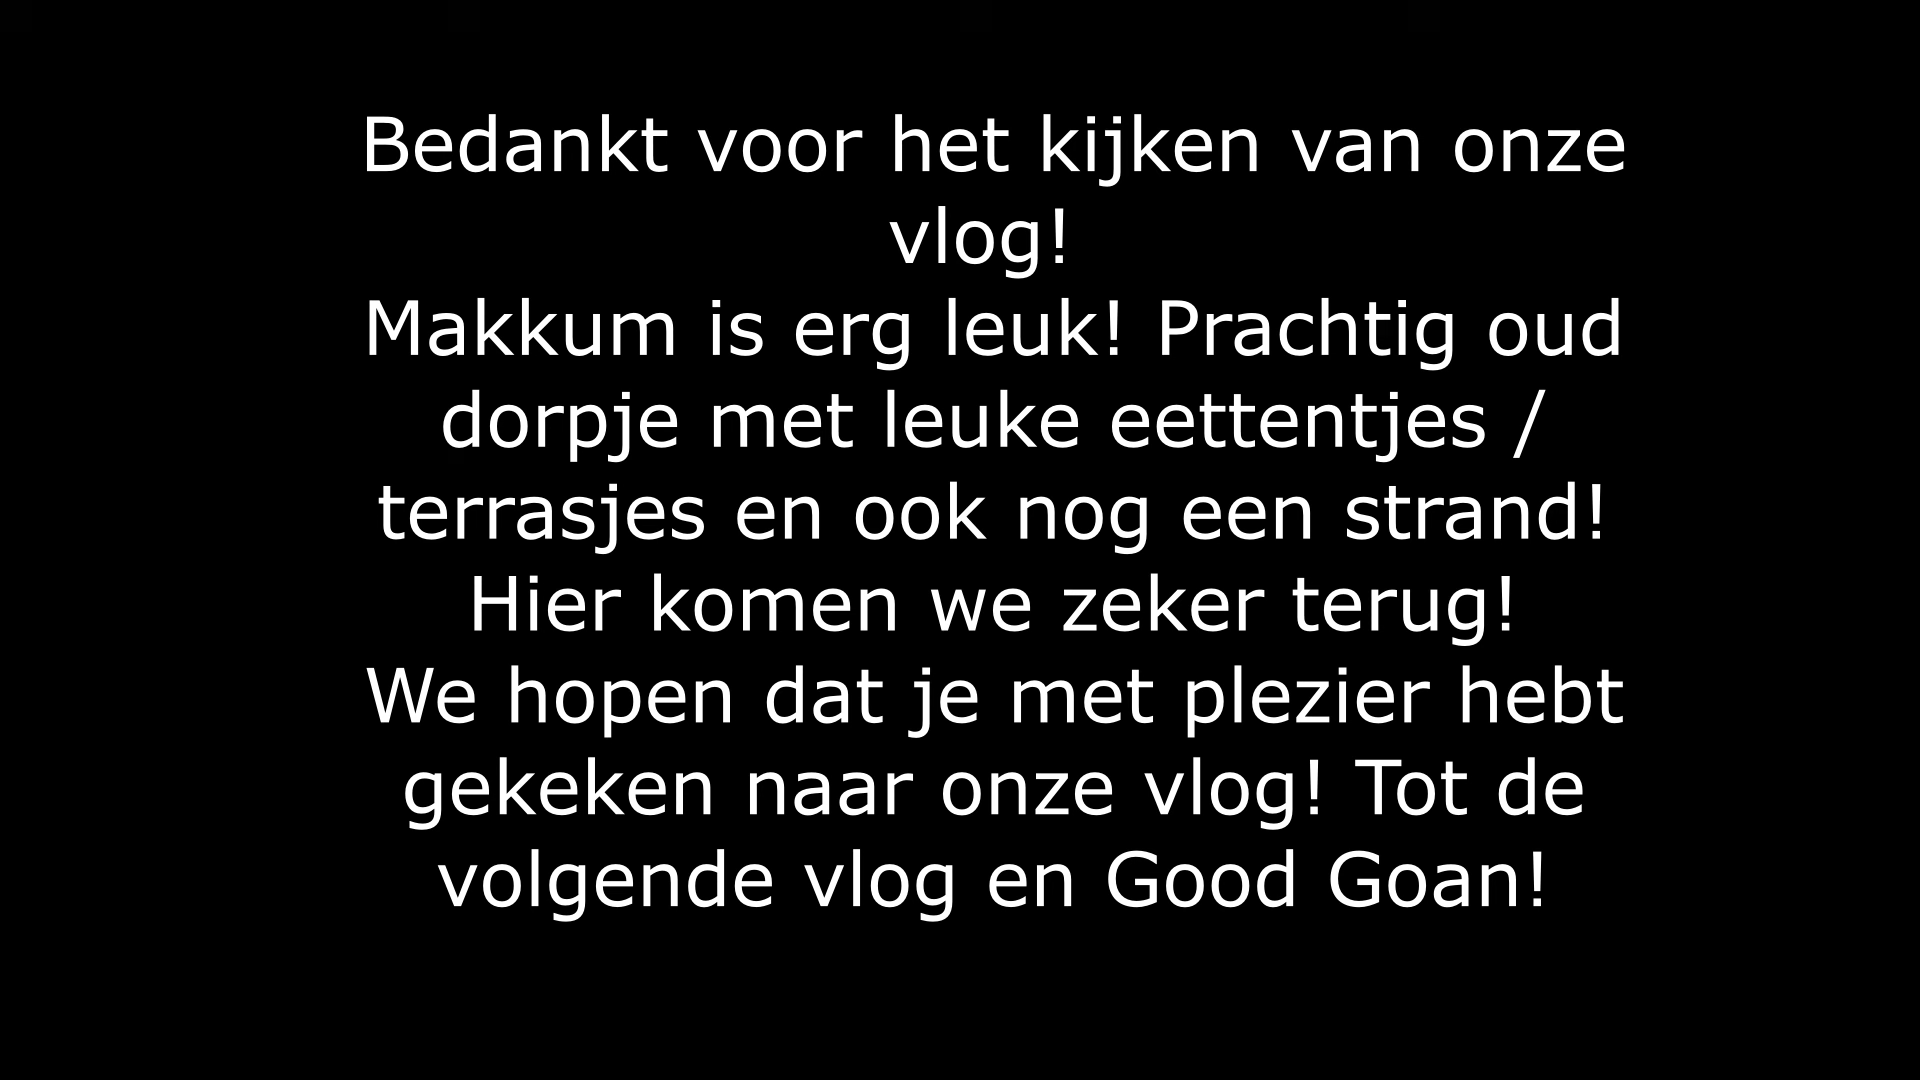 Bedankt voor het kijken van onze
vlog!
Makkum is erg leuk! Prachtig oud
dorpje met leuke eettentjes /
terrasjes en ook nog een strand!
Hier komen we zeker terug!
We hopen dat je met plezier hebt
gekeken naar onze vlog! Tot de
volgende vlog en Good Goan!